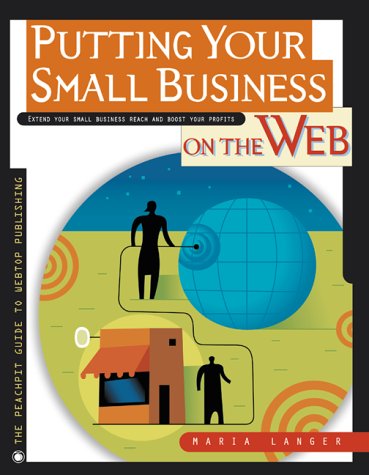 PUTTING YOUR
SMALL BUSINESS
EXTEND YOUR SMALL BUSINESS REACH AND BOOST YOUR PROFITS
ON THE WEB
THE PEACHPIT GUIDE TO WEBTOP PUBLISHING
MARIA LANGER